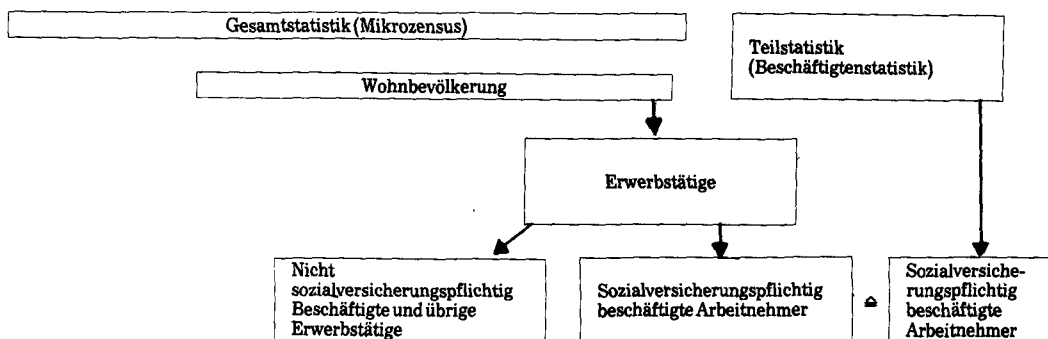 Gesamtstatistik (Mikrozensus)
Teilstatistik
(Beschäftigtenstatistik)
Wohnbevölkerung
Erwerbstätige
Nicht
sozialversicherungspflichtig
Beschäftigte und übrige
Erwerbstätige
Sozialversicherungspflichtig
beschäftigte Arbeitnehmer
≙
Sozialversiche-
rungspflichtig
beschäftigte
Arbeitnehmer